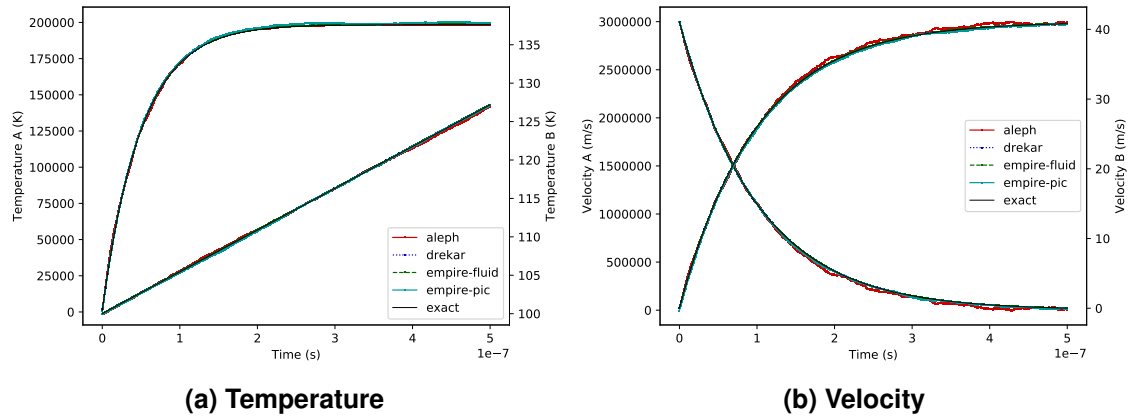 200000
175000
150000
125000
100000
75000
50000
25000
0
Temperature A (K)
135
130
125
120
115
110
105
100
Temperature B (K)
aleph
drekar
empire-fluid
empire-pic
exact
0 1 2 3 4 5
Time (s)
1e−7
(a) Temperature
3000000
2500000
2000000
1500000
1000000
500000
0
Velocity A (m/s)
40
30
20
10
0
Velocity B (m/s)
aleph
drekar
empire-fluid
empire-pic
exact
0 1 2 3 4 5
Time (s)
1e−7
(b) Velocity